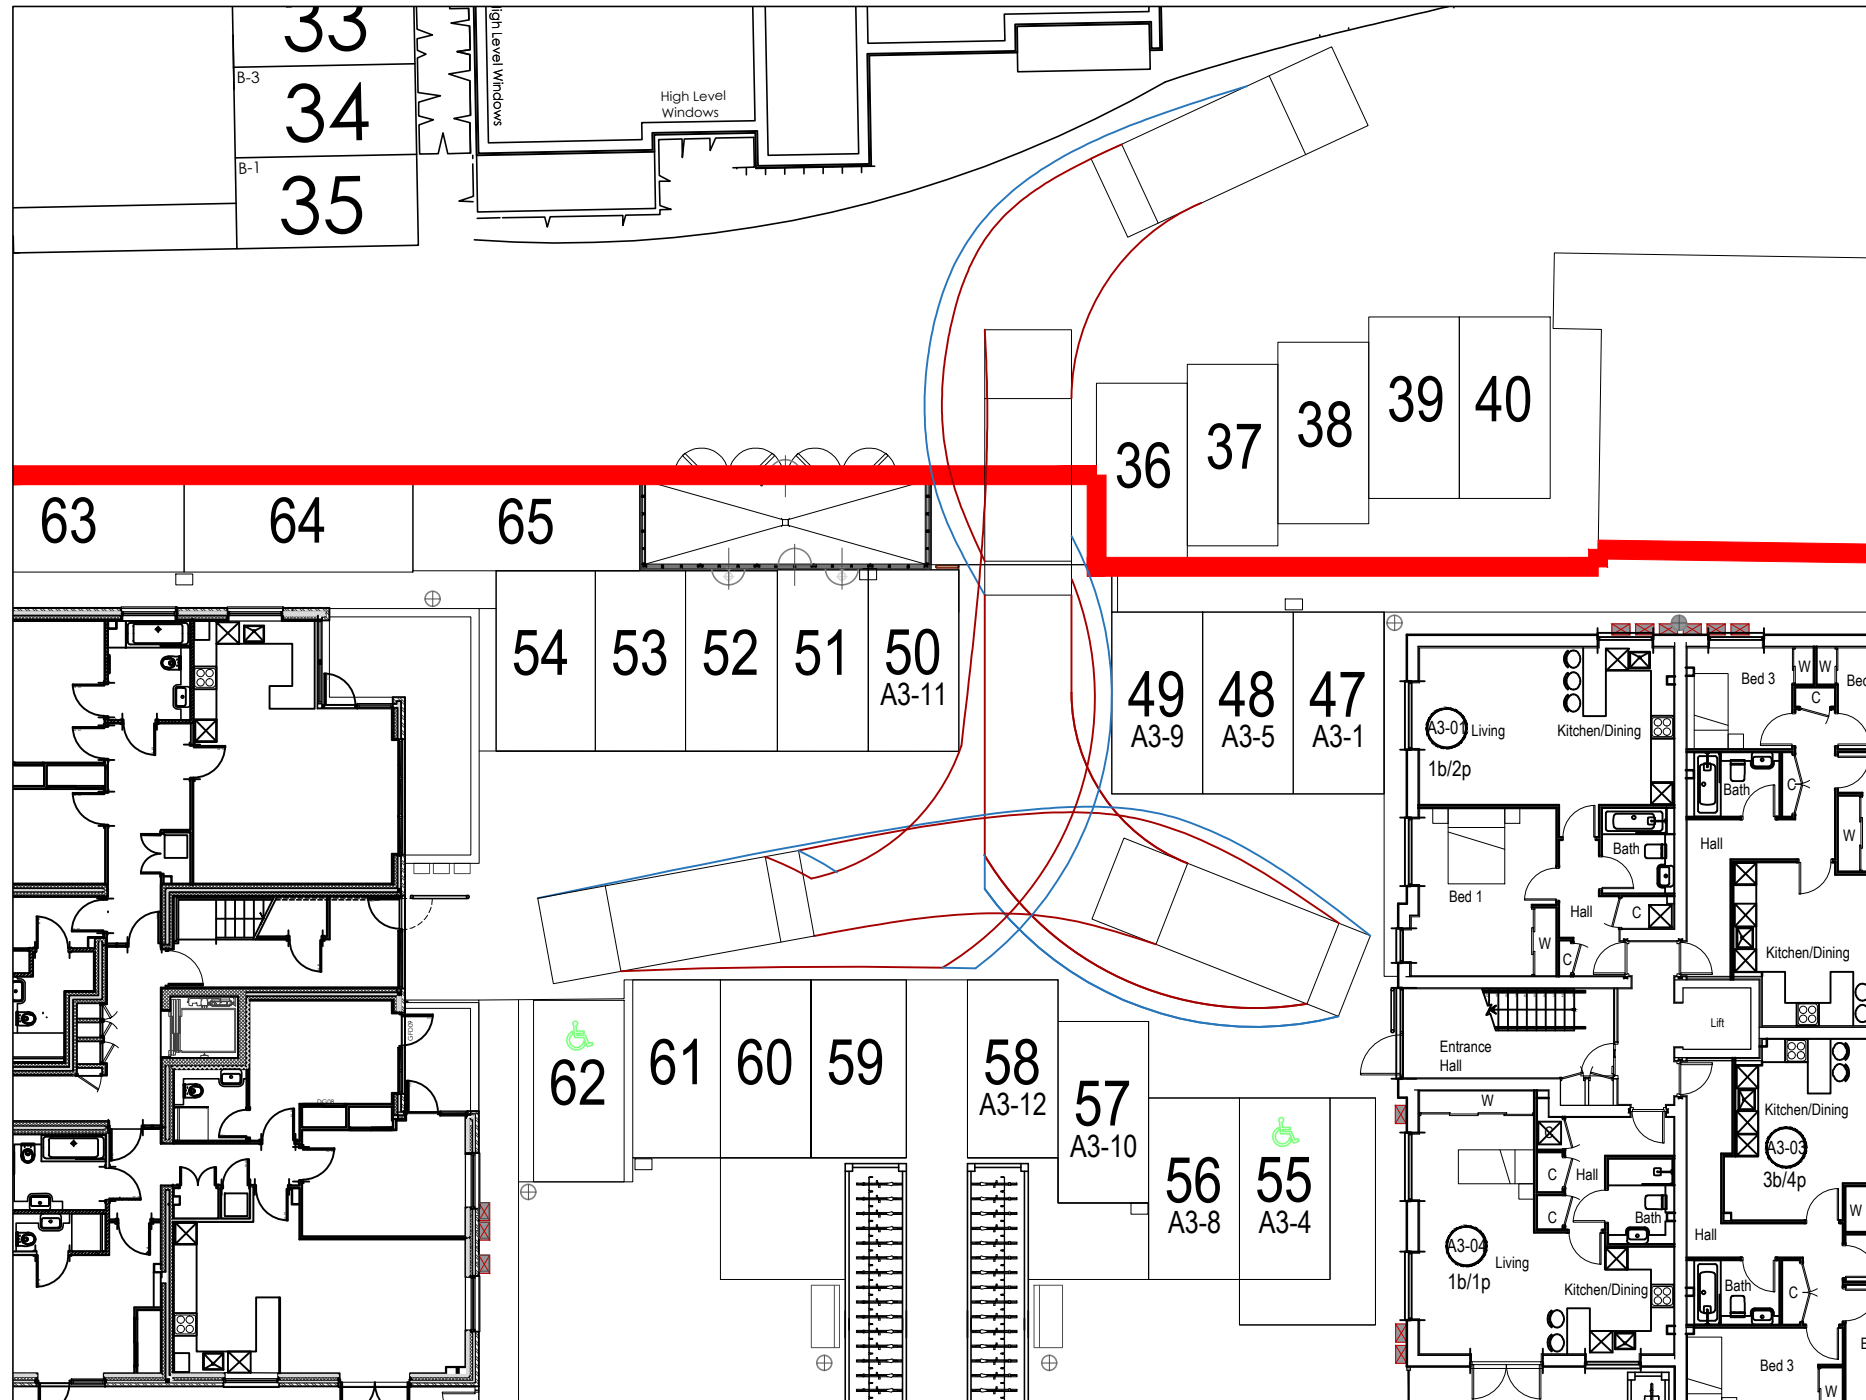 33
B-3
34
B-1
35
High Level Windows
High Level
Windows
36
37
38
39
40
63
64
65
54
53
52
51
50
A3-11
49
A3-9
48
A3-5
47
A3-1
A3-01
Living
Kitchen/Dining
1b/2p
Bed 3
W
W
C
Bath
C
W
Hall
Bath
Bed 1
Hall
C
W
C
Kitchen/Dining
Lift
Entrance
Hall
62
61
60
59
58
A3-12
57
A3-10
56
A3-8
55
A3-4
W
C
Hall
C
Bath
Kitchen/Dining
A3-03
3b/4p
W
Hall
A3-04
Living
1b/1p
Kitchen/Dining
Bath
C
Bed 3
W